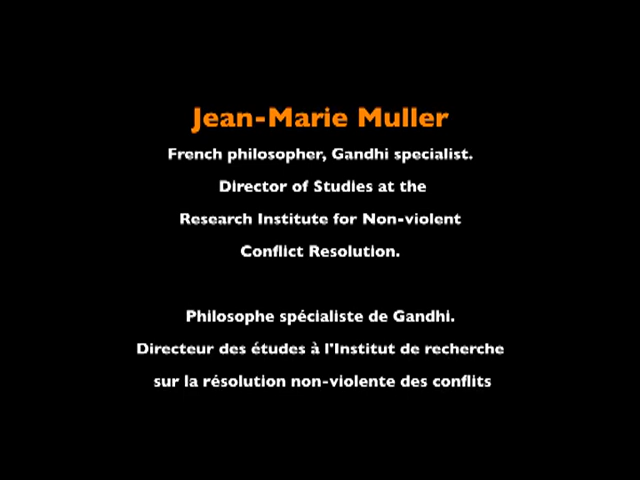 Jean-Marie Muller
French philosopher, Gandhi specialist.
Director of Studies at the
Research Institute for Non-violent
Conflict Resolution.
Philosophe spécialiste de Gandhi.
Directeur des études à l'Institut de recherche
sur la résolution non-violente des conflits